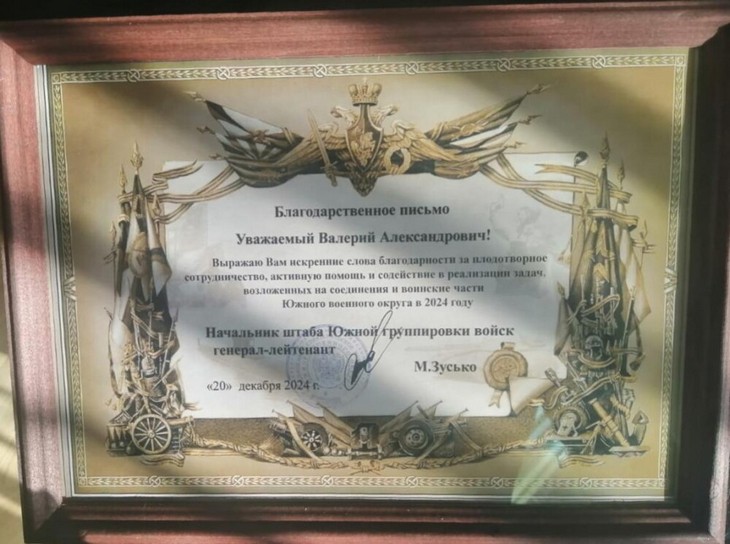 Благодарственное письмо
Уважаемый Валерий Александрович!
Выражаю Вам искренние слова благодарности за плодотворное
сотрудничество, активную помощь и содействие в реализации задач,
возложенных на соединения и воинские части
Южного военного округа в 2024 году
Начальник штаба Южной группировки войск
генерал-лейтенант
М.Зусько
«20» декабря 2024 г.